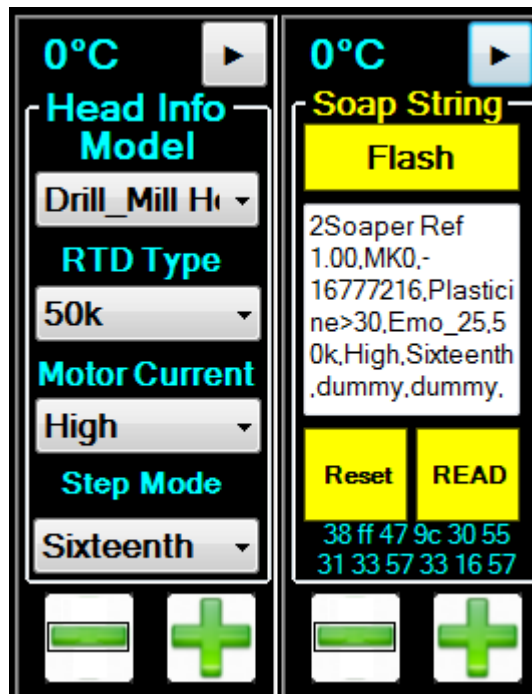 0°C
►
Head Info
Model
Drill_Mill H
RTD Type
50k
Motor Current
High
Step Mode
Sixteenth
0°C
►
Soap String
Flash
2Soaper Ref
1.00,MK0,-
16777216,Plastici
ne>30,Emo_25,5
0k,High,Sixteenth
,dummy,dummy,
Reset
READ
38 ff 47 9c 30 55
31 33 57 33 16 57